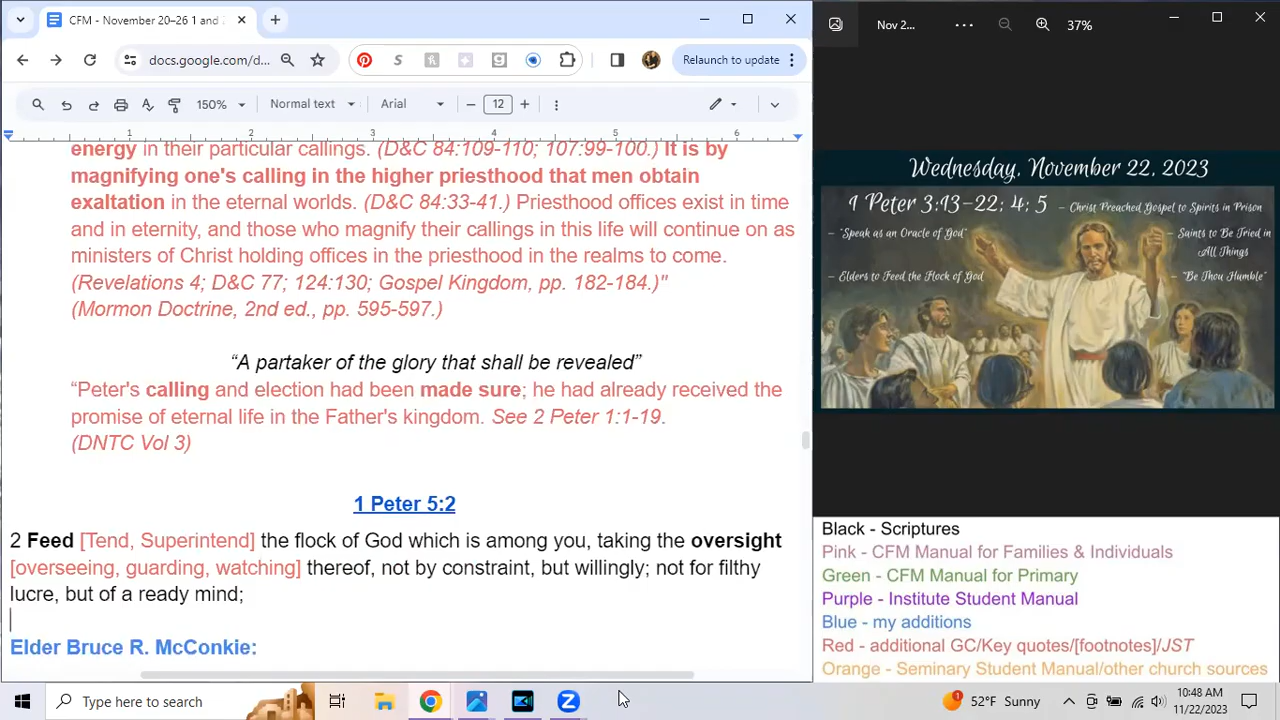 CFM - November 20–26 1 and
docs.google.com/d...
Relaunch to update
150%
Normal text
Arial
12
1 2 3 4 5 6
energy in their particular callings. (D&C 84:109-110; 107:99-100.) It is by
magnifying one's calling in the higher priesthood that men obtain
exaltation in the eternal worlds. (D&C 84:33-41.) Priesthood offices exist in time
and in eternity, and those who magnify their callings in this life will continue on as
ministers of Christ holding offices in the priesthood in the realms to come.
(Revelations 4; D&C 77; 124:130; Gospel Kingdom, pp. 182-184.)"
(Mormon Doctrine, 2nd ed., pp. 595-597.)
“A partaker of the glory that shall be revealed”
“Peter's calling and election had been made sure; he had already received the
promise of eternal life in the Father's kingdom. See 2 Peter 1:1-19.
(DNTC Vol 3)
1 Peter 5:2
2 Feed [Tend, Superintend] the flock of God which is among you, taking the oversight
[overseeing, guarding, watching] thereof, not by constraint, but willingly; not for filthy
lucre, but of a ready mind;
Elder Bruce R. McConkie:
Nov 2...
37%
Wednesday, November 22, 2023
1 Peter 3:13–22; 4; 5
– Christ Preached Gospel to Spirits in Prison
– “Speak as an Oracle of God”
– Saints to Be Tried in
All Things
– Elders to Feed the Flock of God
– “Be Thou Humble”
Black - Scriptures
Pink - CFM Manual for Families & Individuals
Green - CFM Manual for Primary
Purple - Institute Student Manual
Blue - my additions
Red - additional GC/Key quotes/[footnotes]/JST
Orange - Seminary Student Manual/other church sources
Type here to search
1
52°F Sunny
10:48 AM
11/22/2023